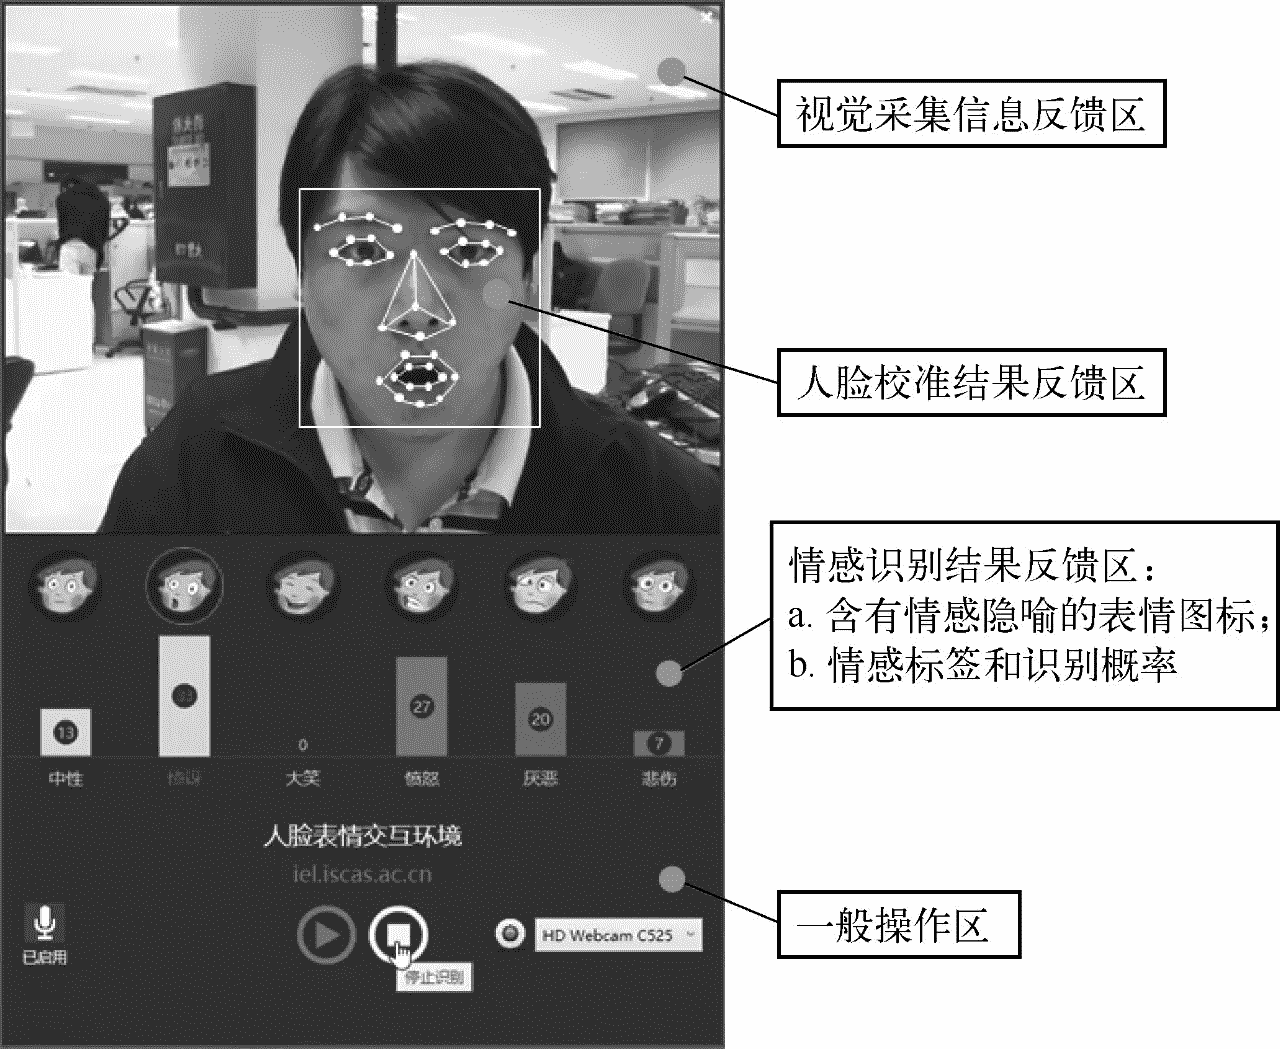 视觉采集信息反馈区
人脸校准结果反馈区
情感识别结果反馈区：
a. 含有情感隐喻的表情图标；
b. 情感标签和识别概率
13
0
27
20
7
中性
大笑
愤怒
厌恶
悲伤
人脸表情交互环境
iel.iscas.ac.cn
一般操作区
已启用
HD Webcam C525
停止识别